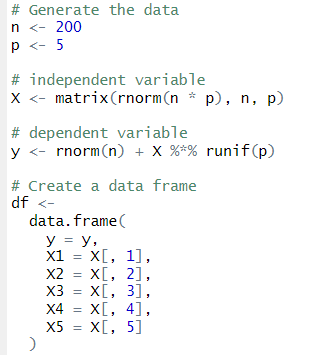 # Generate the data
n <- 200
p <- 5
# independent variable
X <- matrix(rnorm(n * p), n, p)
# dependent variable
y <- rnorm(n) + X %*% runif(p)
# Create a data frame
df <-
data.frame(
y = y,
X1 = X[, 1],
X2 = X[, 2],
X3 = X[, 3],
X4 = X[, 4],
X5 = X[, 5]
)